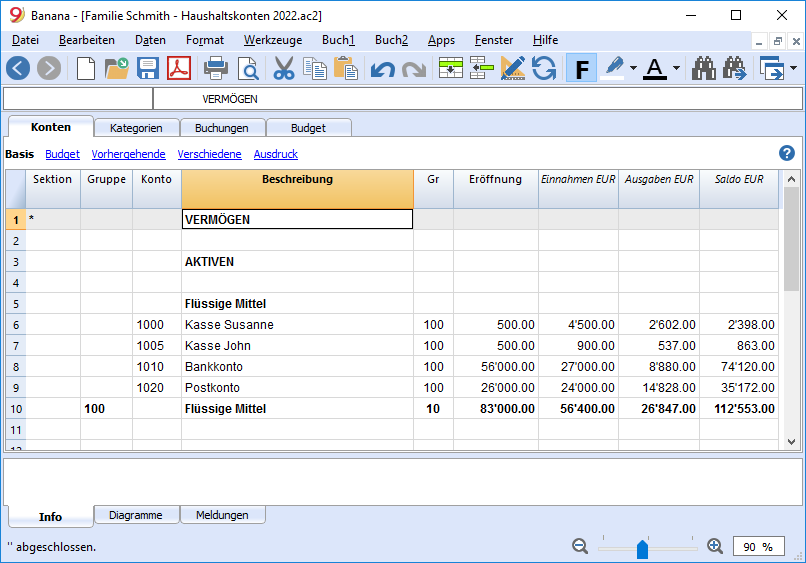 Banana - [Familie Schmith - Haushaltskonten 2022.ac2]
Datei Bearbeiten Daten Format Werkzeuge Buch1 Buch2 Apps Fenster Hilfe
F A
VERMÖGEN
Konten Kategorien Buchungen Budget
Basis Budget Vorhergehende Verschiedene Ausdruck ?
Sektion Gruppe Konto Beschreibung Gr Eröffnung Einnahmen EUR Ausgaben EUR Saldo EUR
1 * VERMÖGEN
2
3 AKTIVEN
4
5 Flüssige Mittel
6 1000 Kasse Susanne 100 500.00 4'500.00 2'602.00 2'398.00
7 1005 Kasse John 100 500.00 900.00 537.00 863.00
8 1010 Bankkonto 100 56'000.00 27'000.00 8'880.00 74'120.00
9 1020 Postkonto 100 26'000.00 24'000.00 14'828.00 35'172.00
10 100 Flüssige Mittel 10 83'000.00 56'400.00 26'847.00 112'553.00
11
12
Info Diagramme Meldungen
'' abgeschlossen. 90 %